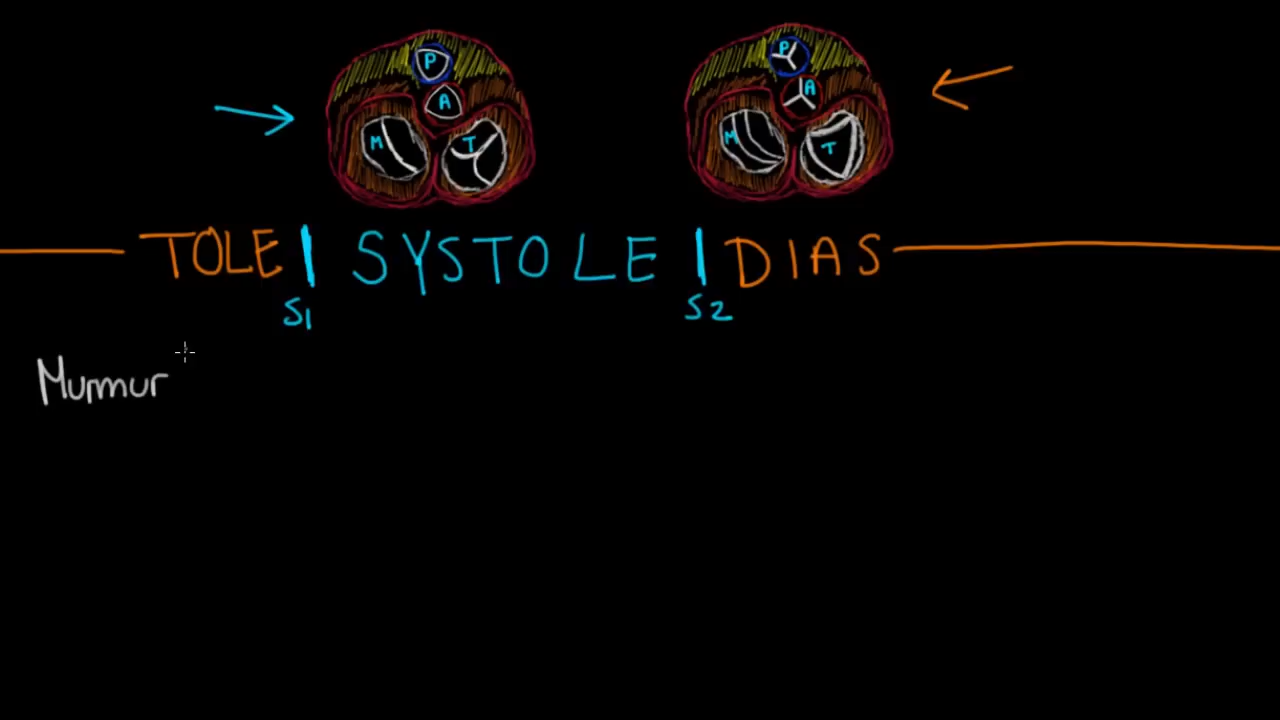 P
A
M T
P
A
M T
TOLE | SYSTOLE | DIAS
S1 S2
Murmur